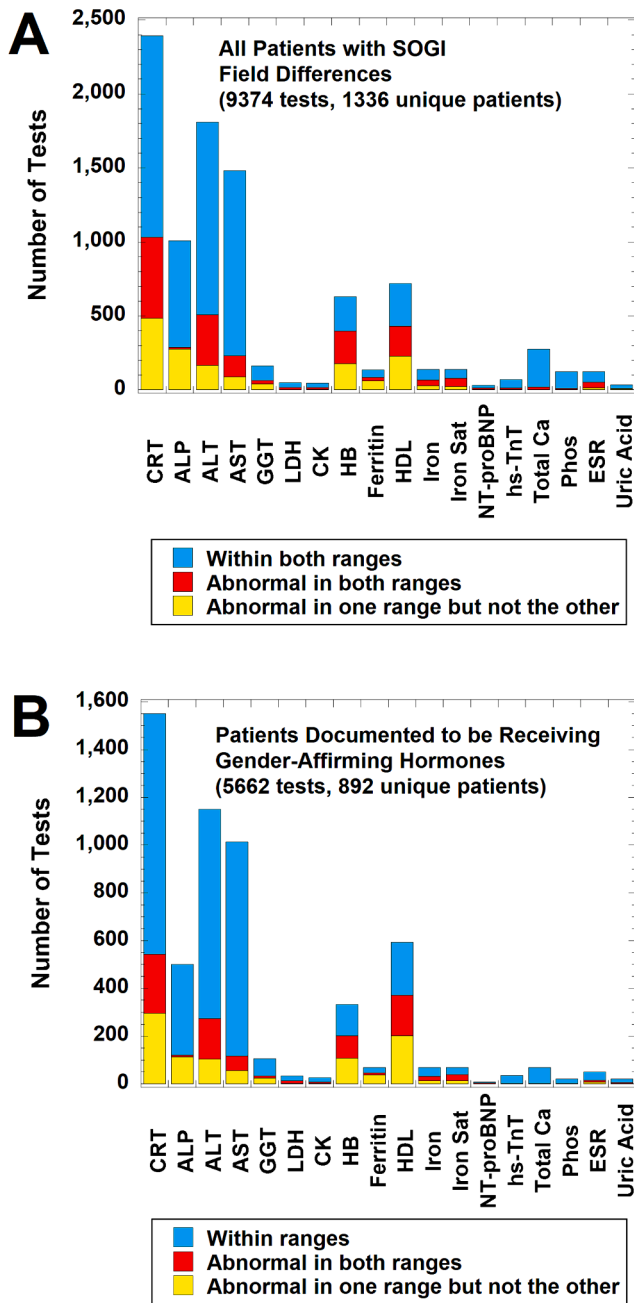 A
All Patients with SOGI
Field Differences
(9374 tests, 1336 unique patients)
Number of Tests
2,500
2,000
1,500
1,000
500
0
CRT
ALP
ALT
AST
GGT
LDH
CK
HB
Ferritin
HDL
Iron
Iron Sat
NT-proBNP
hs-TnT
Total Ca
Phos
ESR
Uric Acid
Within both ranges
Abnormal in both ranges
Abnormal in one range but not the other
B
Patients Documented to be Receiving
Gender-Affirming Hormones
(5662 tests, 892 unique patients)
Number of Tests
1,600
1,400
1,200
1,000
800
600
400
200
0
CRT
ALP
ALT
AST
GGT
LDH
CK
HB
Ferritin
HDL
Iron
Iron Sat
NT-proBNP
hs-TnT
Total Ca
Phos
ESR
Uric Acid
Within ranges
Abnormal in both ranges
Abnormal in one range but not the other